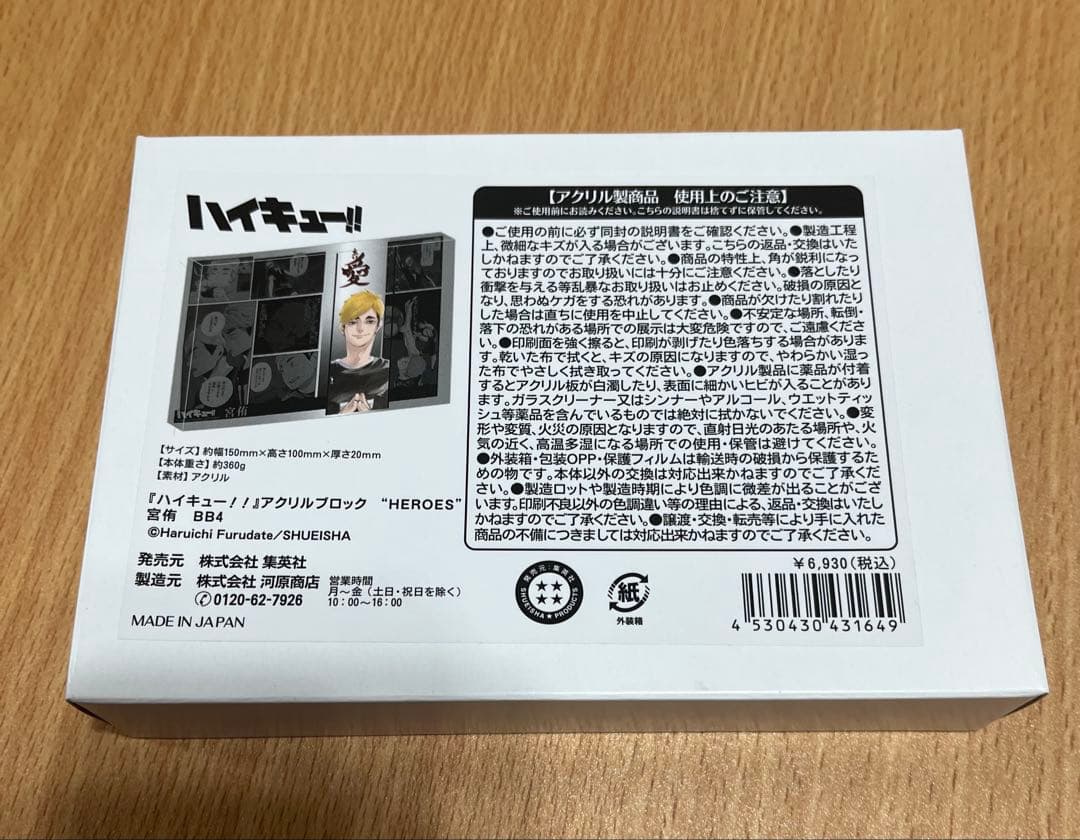 ハイキュー!!
愛
ハイキュー!!
宮侑
【サイズ】約幅150mm×高さ100mm×厚さ20mm
【本体重さ】約360g
【素材】アクリル
『ハイキュー！！』アクリルブロック “HEROES”
宮侑 BB4
©Haruichi Furudate/SHUEISHA
発売元 株式会社 集英社
製造元 株式会社 河原商店
0120-62-7926
営業時間
月～金（土日・祝日を除く）
10：00～16：00
MADE IN JAPAN
【アクリル製商品 使用上のご注意】
※ご使用前にお読みください。こちらの説明書は捨てずに保管してください。
●ご使用の前に必ず同封の説明書をご確認ください。●製造工程
上、微細なキズが入る場合がございます。こちらの返品・交換はいた
しかねますのでご了承ください。●商品の特性上、角が鋭利になっ
ておりますのでお取り扱いには十分にご注意ください。●落としたり
衝撃を与える等乱暴なお取り扱いはお止めください。破損の原因と
なり、思わぬケガをする恐れがあります。●商品が欠けたり割れたり
した場合は直ちに使用を中止してください。●不安定な場所、転倒・
落下の恐れがある場所での展示は大変危険ですので、ご遠慮くださ
い。●印刷面を強く擦ると、印刷が剥げたり色落ちする場合がありま
す。乾いた布で拭くと、キズの原因になりますので、やわらかい湿っ
た布でやさしく拭き取ってください。●アクリル製品に薬品が付着
するとアクリル板が白濁したり、表面に細かいヒビが入ることがあり
ます。ガラスクリーナー又はシンナーやアルコール、ウエットティッ
シュ等薬品を含んでいるものでは絶対に拭かないでください。●変
形や変質、火災の原因となりますので、直射日光のあたる場所や、火
気の近く、高温多湿になる場所での使用・保管は避けてください。
●外装箱・包装OPP・保護フィルムは輸送時の破損から保護するた
めの物です。本体以外の交換は対応出来かねますのでご了承くださ
い。●製造ロットや製造時期により色調に微差が出ることがござ
います。印刷不良以外の色調違い等の理由による、返品・交換はいたし
かねますのでご了承ください。●譲渡・交換・転売等により手に入れた
商品の不備につきましては対応出来かねますのでご了承ください。
発売元：集英社
SHUEISHA PRODUCTS
紙
外装箱
￥6,930（税込）
4 530430 431649